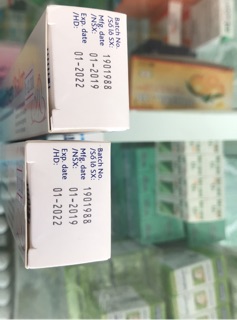 Batch No.
/Số lô SX: 1901988
Mfg. date
/NSX: 01-2019
Exp. date
/HD: 01-2022
Batch No.
/Số lô SX: 1901988
Mfg. date
/NSX: 01-2019
Exp. date
/HD: 01-2022